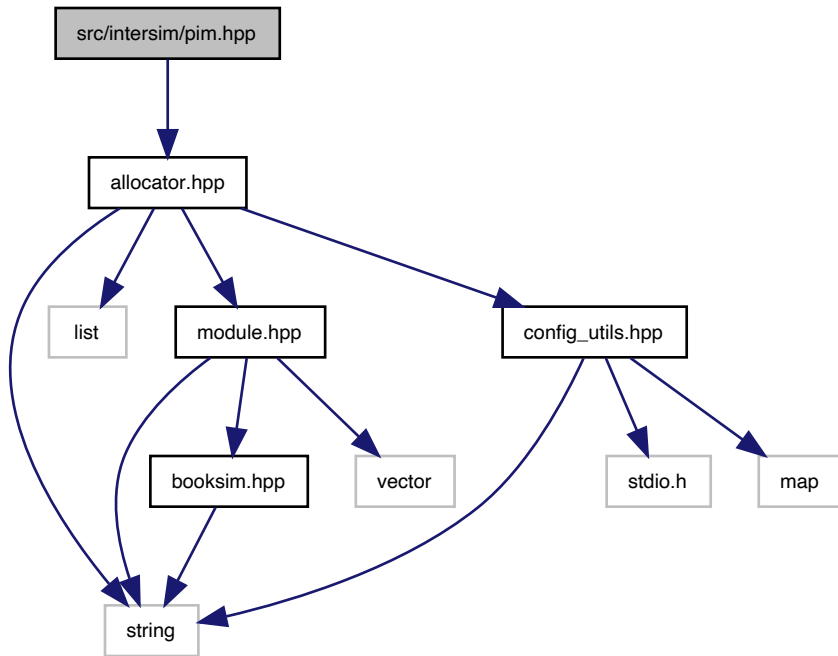 src/intersim/pim.hpp
allocator.hpp
list
module.hpp
config_utils.hpp
booksim.hpp
vector
stdio.h
map
string